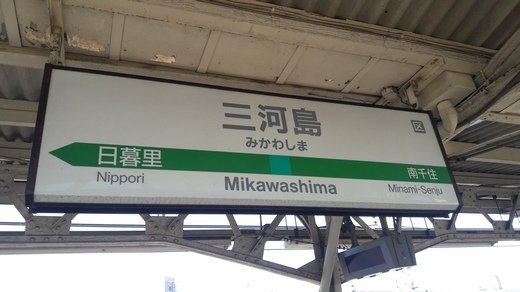 三河島
区
みかわしま
日暮里
南千住
Nippori
Mikawashima
Minami-Senju